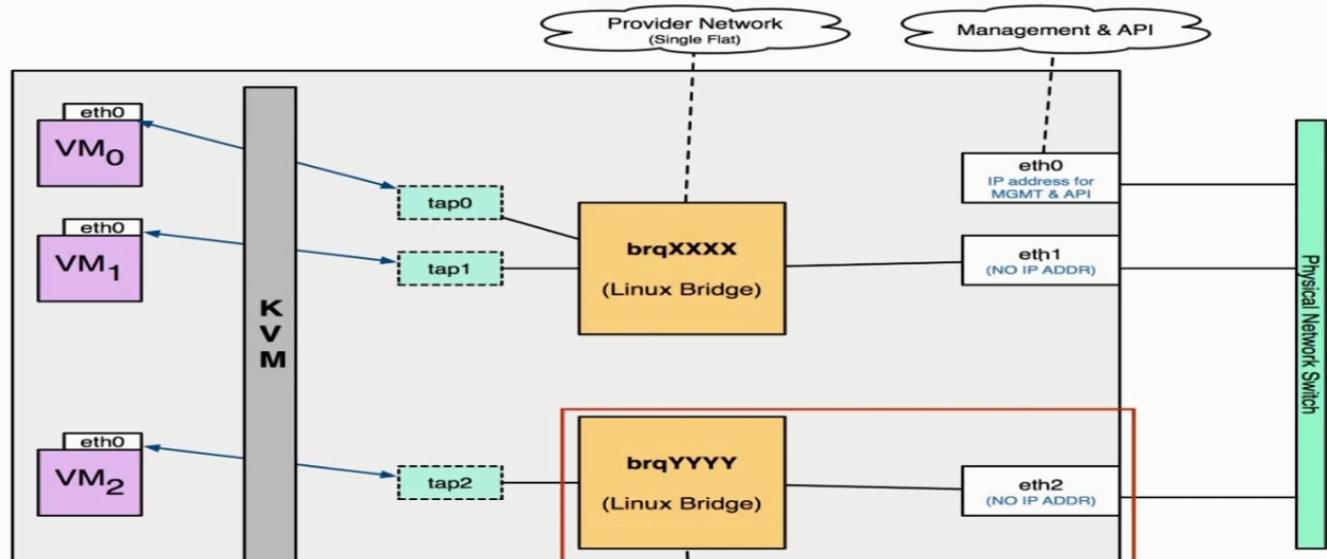 Provider Network
(Single Flat)
Management & API
eth0
VM0
eth0
VM1
eth0
VM2
K
V
M
tap0
tap1
tap2
brqXXXX
(Linux Bridge)
brqYYYY
(Linux Bridge)
eth0
IP address for
MGMT & API
eth1
(NO IP ADDR)
eth2
(NO IP ADDR)
Physical Network Switch